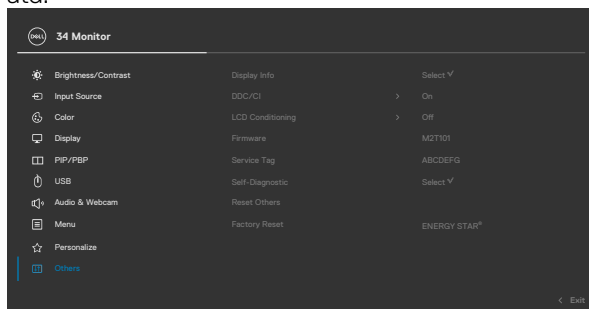 atd.
DELL 34 Monitor
Brightness/Contrast Display Info Select √
Input Source DDC/CI > On
Color LCD Conditioning > Off
Display Firmware M2T101
PIP/PBP Service Tag ABCDEFG
USB Self-Diagnostic Select √
Audio & Webcam Reset Others
Menu Factory Reset ENERGY STAR®
Personalize
Others
< Exit